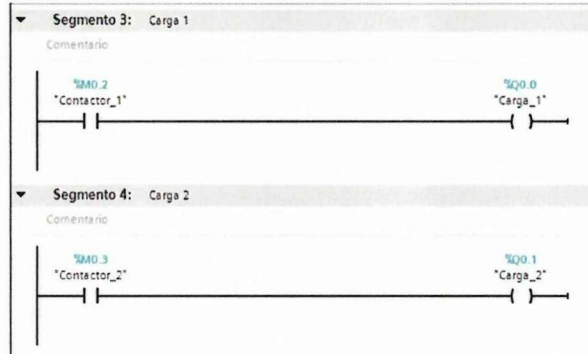 Segmento 3: Carga 1
Comentario
%M0.2
"Contactor_1"
%Q0.0
"Carga_1"
Segmento 4: Carga 2
Comentario
%M0.3
"Contactor_2"
%Q0.1
"Carga_2"